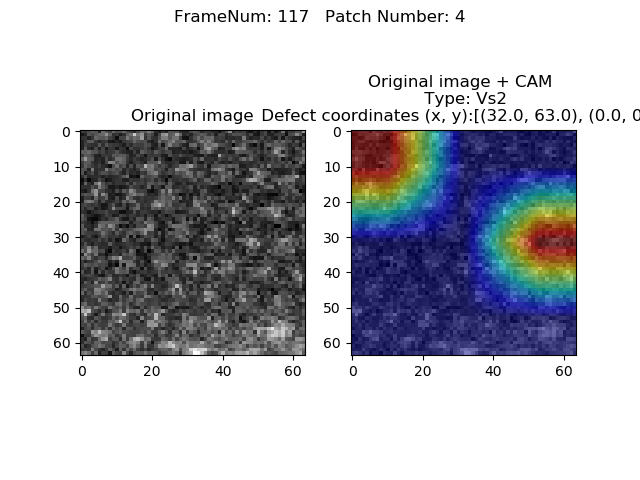 FrameNum: 117   Patch Number: 4
Original image + CAM
Type: Vs2
Original image
Defect coordinates (x, y):[(32.0, 63.0), (0.0, 0
0
10
20
30
40
50
60
0 20 40 60
0
10
20
30
40
50
60
0 20 40 60